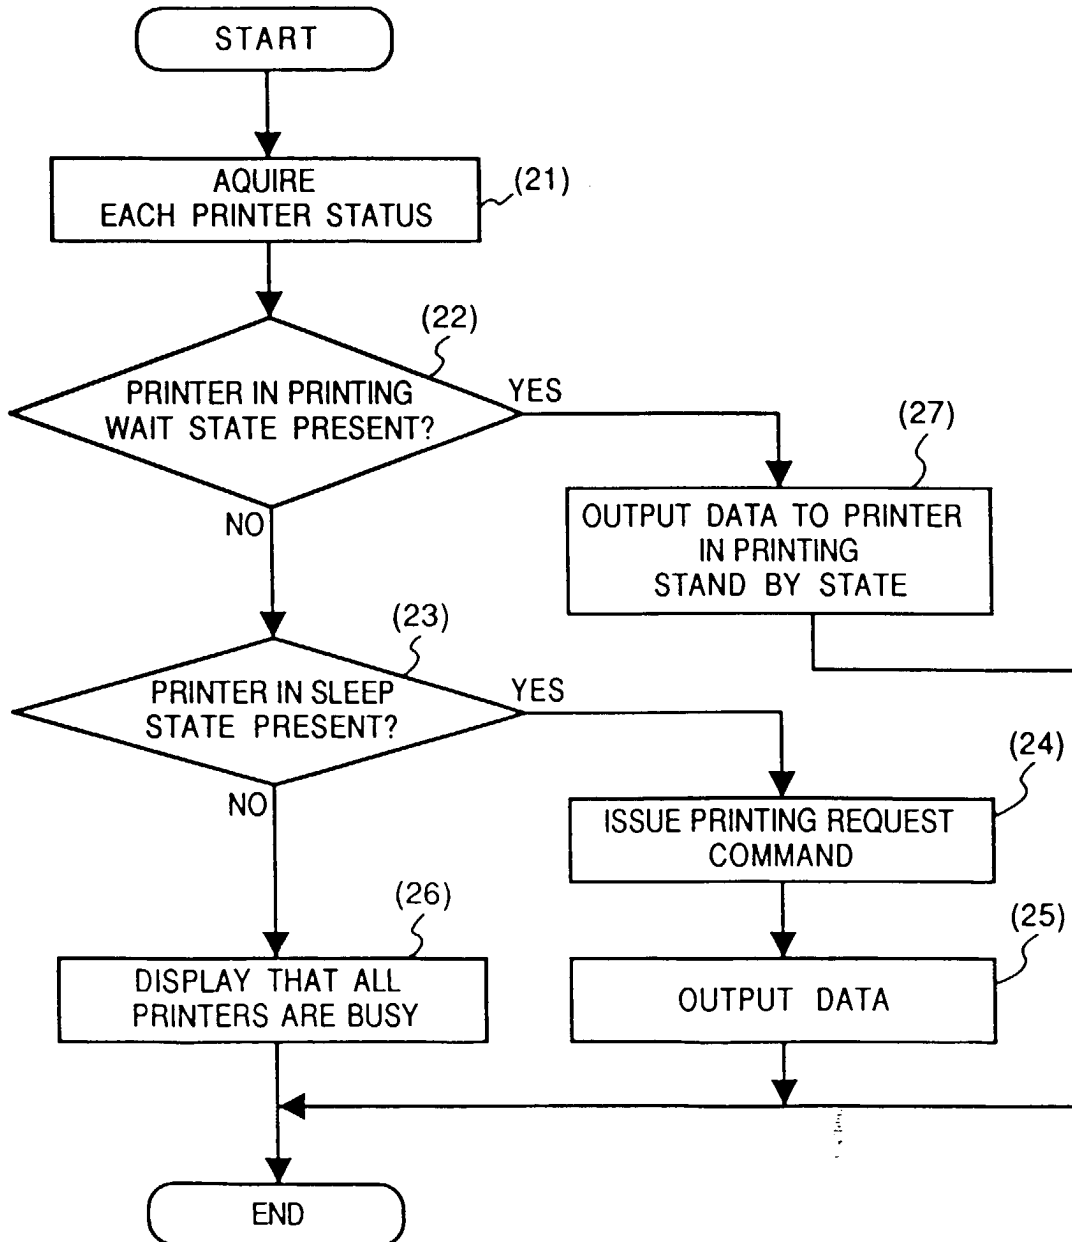 START
AQUIRE
EACH PRINTER STATUS
(21)
(22)
PRINTER IN PRINTING
WAIT STATE PRESENT?
YES
NO
(27)
OUTPUT DATA TO PRINTER
IN PRINTING
STAND BY STATE
(23)
PRINTER IN SLEEP
STATE PRESENT?
YES
NO
(24)
ISSUE PRINTING REQUEST
COMMAND
(25)
OUTPUT DATA
(26)
DISPLAY THAT ALL
PRINTERS ARE BUSY
END